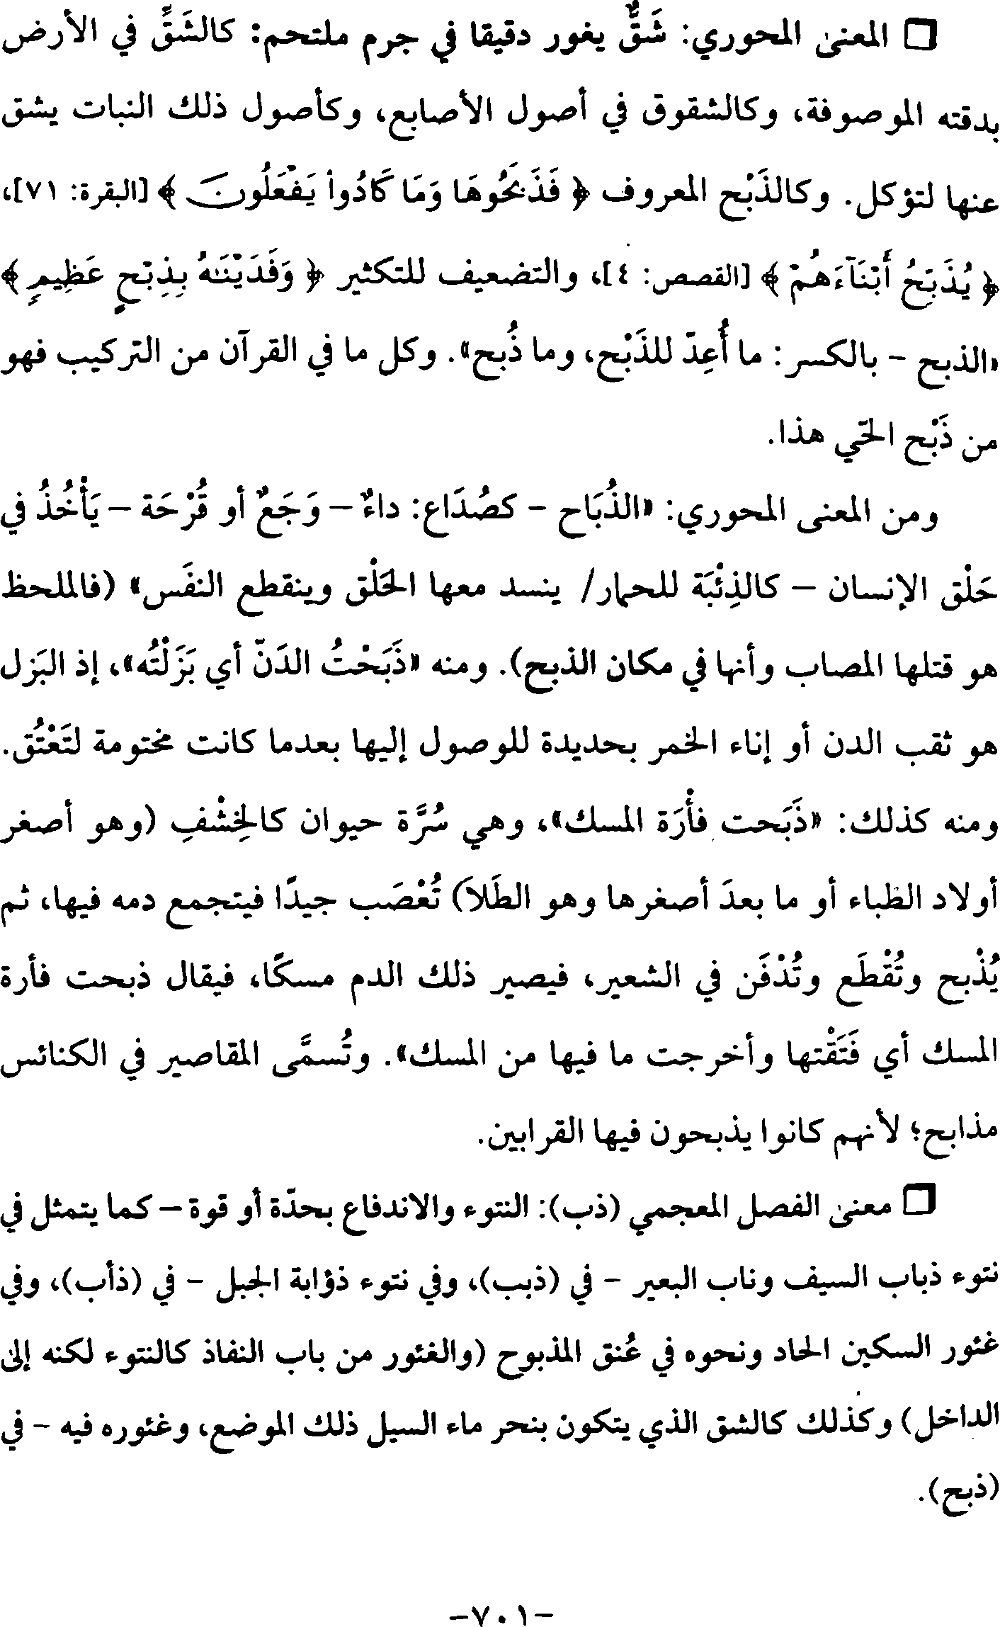 □ المعنى المحوري: شَقٌّ يغور دقيقا في جرم ملتحم: كالشَقِّ في الأرض
بدقته الموصوفة، وكالشقوق في أصول الأصابع، وكأصول ذلك النبات يشق
عنها لتؤكل. وكالذَبْح المعروف ﴿ فَذَبَحُوهَا وَمَا كَادُوا۟ يَفْعَلُونَ ﴾ [البقرة: ٧١]،
﴿ يُذَبِّحُ أَبْنَآءَهُمْ ﴾ [القصص: ٤]، والتضعيف للتكثير ﴿ وَفَدَيْنَٰهُ بِذِبْحٍ عَظِيمٍ ﴾
«الذبح - بالكسر: ما أُعِدّ للذَبْح، وما ذُبح». وكل ما في القرآن من التركيب فهو
من ذَبْح الحَي هذا.
ومن المعنى المحوري: «الذُبَاح - كصُدَاع: داءٌ - وَجَعٌ أو قُرْحَة - يَأْخُذُ في
حَلْق الإنسان - كالذِئْبَة للحمار/ ينسد معها الحَلْق وينقطع النفَس» (فالملحظ
هو قتلها المصاب وأنها في مكان الذبح). ومنه «ذَبَحْتُ الدَنّ أي بَزَلْتُه»، إذ البَزل
هو ثقب الدن أو إناء الخمر بحديدة للوصول إليها بعدما كانت مختومة لتَعْتُق.
ومنه كذلك: «ذَبَحت فأْرَة المسك»، وهي سُرَّة حيوان كالخِشْفِ (وهو أصغر
أولاد الظباء أو ما بعدَ أصغرها وهو الطَلاَ) تُعْصَب جيدًا فيتجمع دمه فيها، ثم
يُذْبح وتُقْطَع وتُدْفَن في الشعير، فيصير ذلك الدم مسكًا، فيقال ذبحت فأرة
المسك أي فَتَقْتها وأخرجت ما فيها من المسك». وتُسمَّى المقاصير في الكنائس
مذابح؛ لأنهم كانوا يذبحون فيها القرابين.
□ معنى الفصل المعجمي (ذب): النتوء والاندفاع بحدّة أو قوة - كما يتمثل في
نتوء ذباب السيف وناب البعير - في (ذبب)، وفي نتوء ذؤابة الجبل - في (ذأب)، وفي
غئور السكين الحاد ونحوه في عُنق المذبوح (والغئور من باب النفاذ كالنتوء لكنه إلى
الداخل) وكذلك كالشق الذي يتكون بنحر ماء السيل ذلك الموضع، وغئوره فيه - في
(ذبح).
-٧٠١-